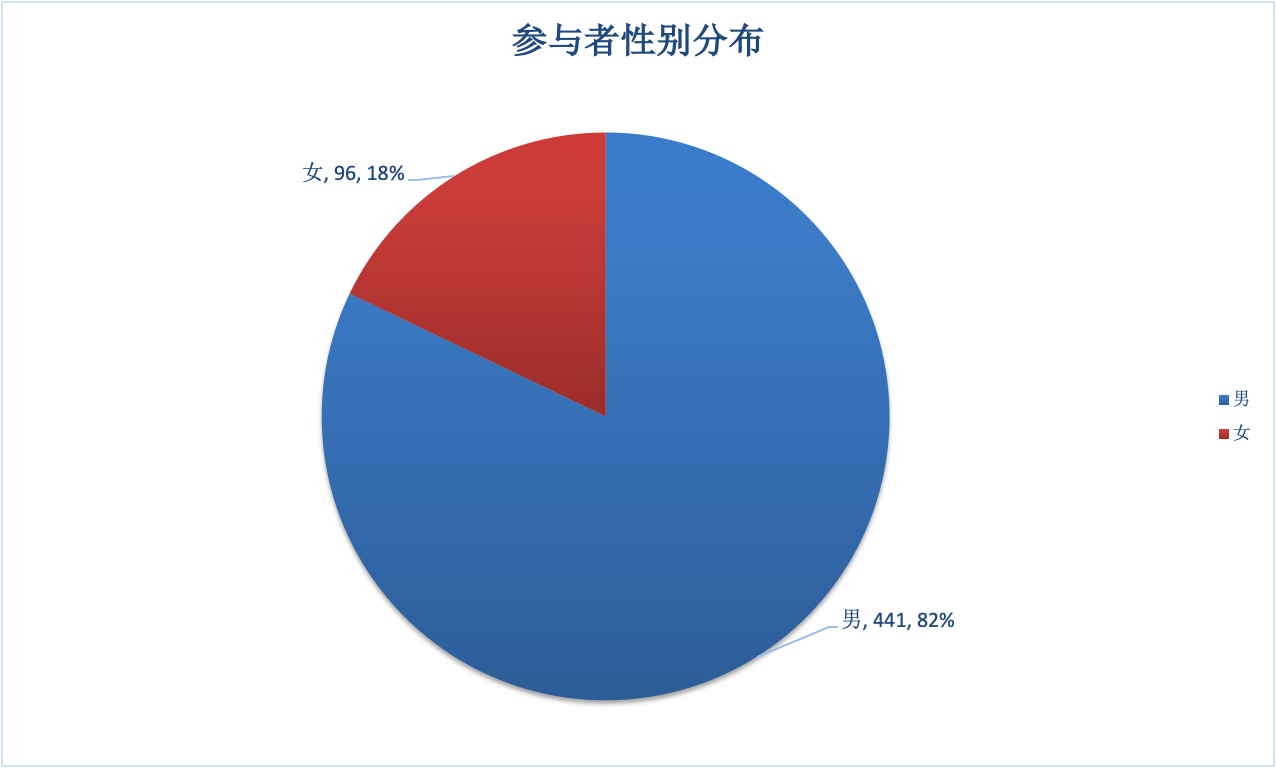 参与者性别分布
女, 96, 18%
男
女
男, 441, 82%